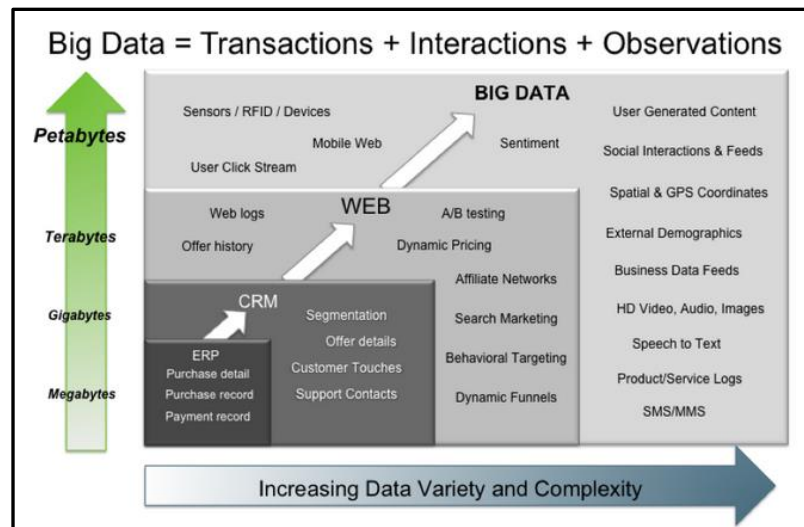 Big Data = Transactions + Interactions + Observations
Petabytes
Terabytes
Gigabytes
Megabytes
BIG DATA
Sensors / RFID / Devices
Mobile Web
User Click Stream
Sentiment
User Generated Content
Social Interactions & Feeds
Spatial & GPS Coordinates
External Demographics
Business Data Feeds
HD Video, Audio, Images
Speech to Text
Product/Service Logs
SMS/MMS
WEB
Web logs
Offer history
A/B testing
Dynamic Pricing
Affiliate Networks
Search Marketing
Behavioral Targeting
Dynamic Funnels
CRM
Segmentation
Offer details
Customer Touches
Support Contacts
ERP
Purchase detail
Purchase record
Payment record
Increasing Data Variety and Complexity